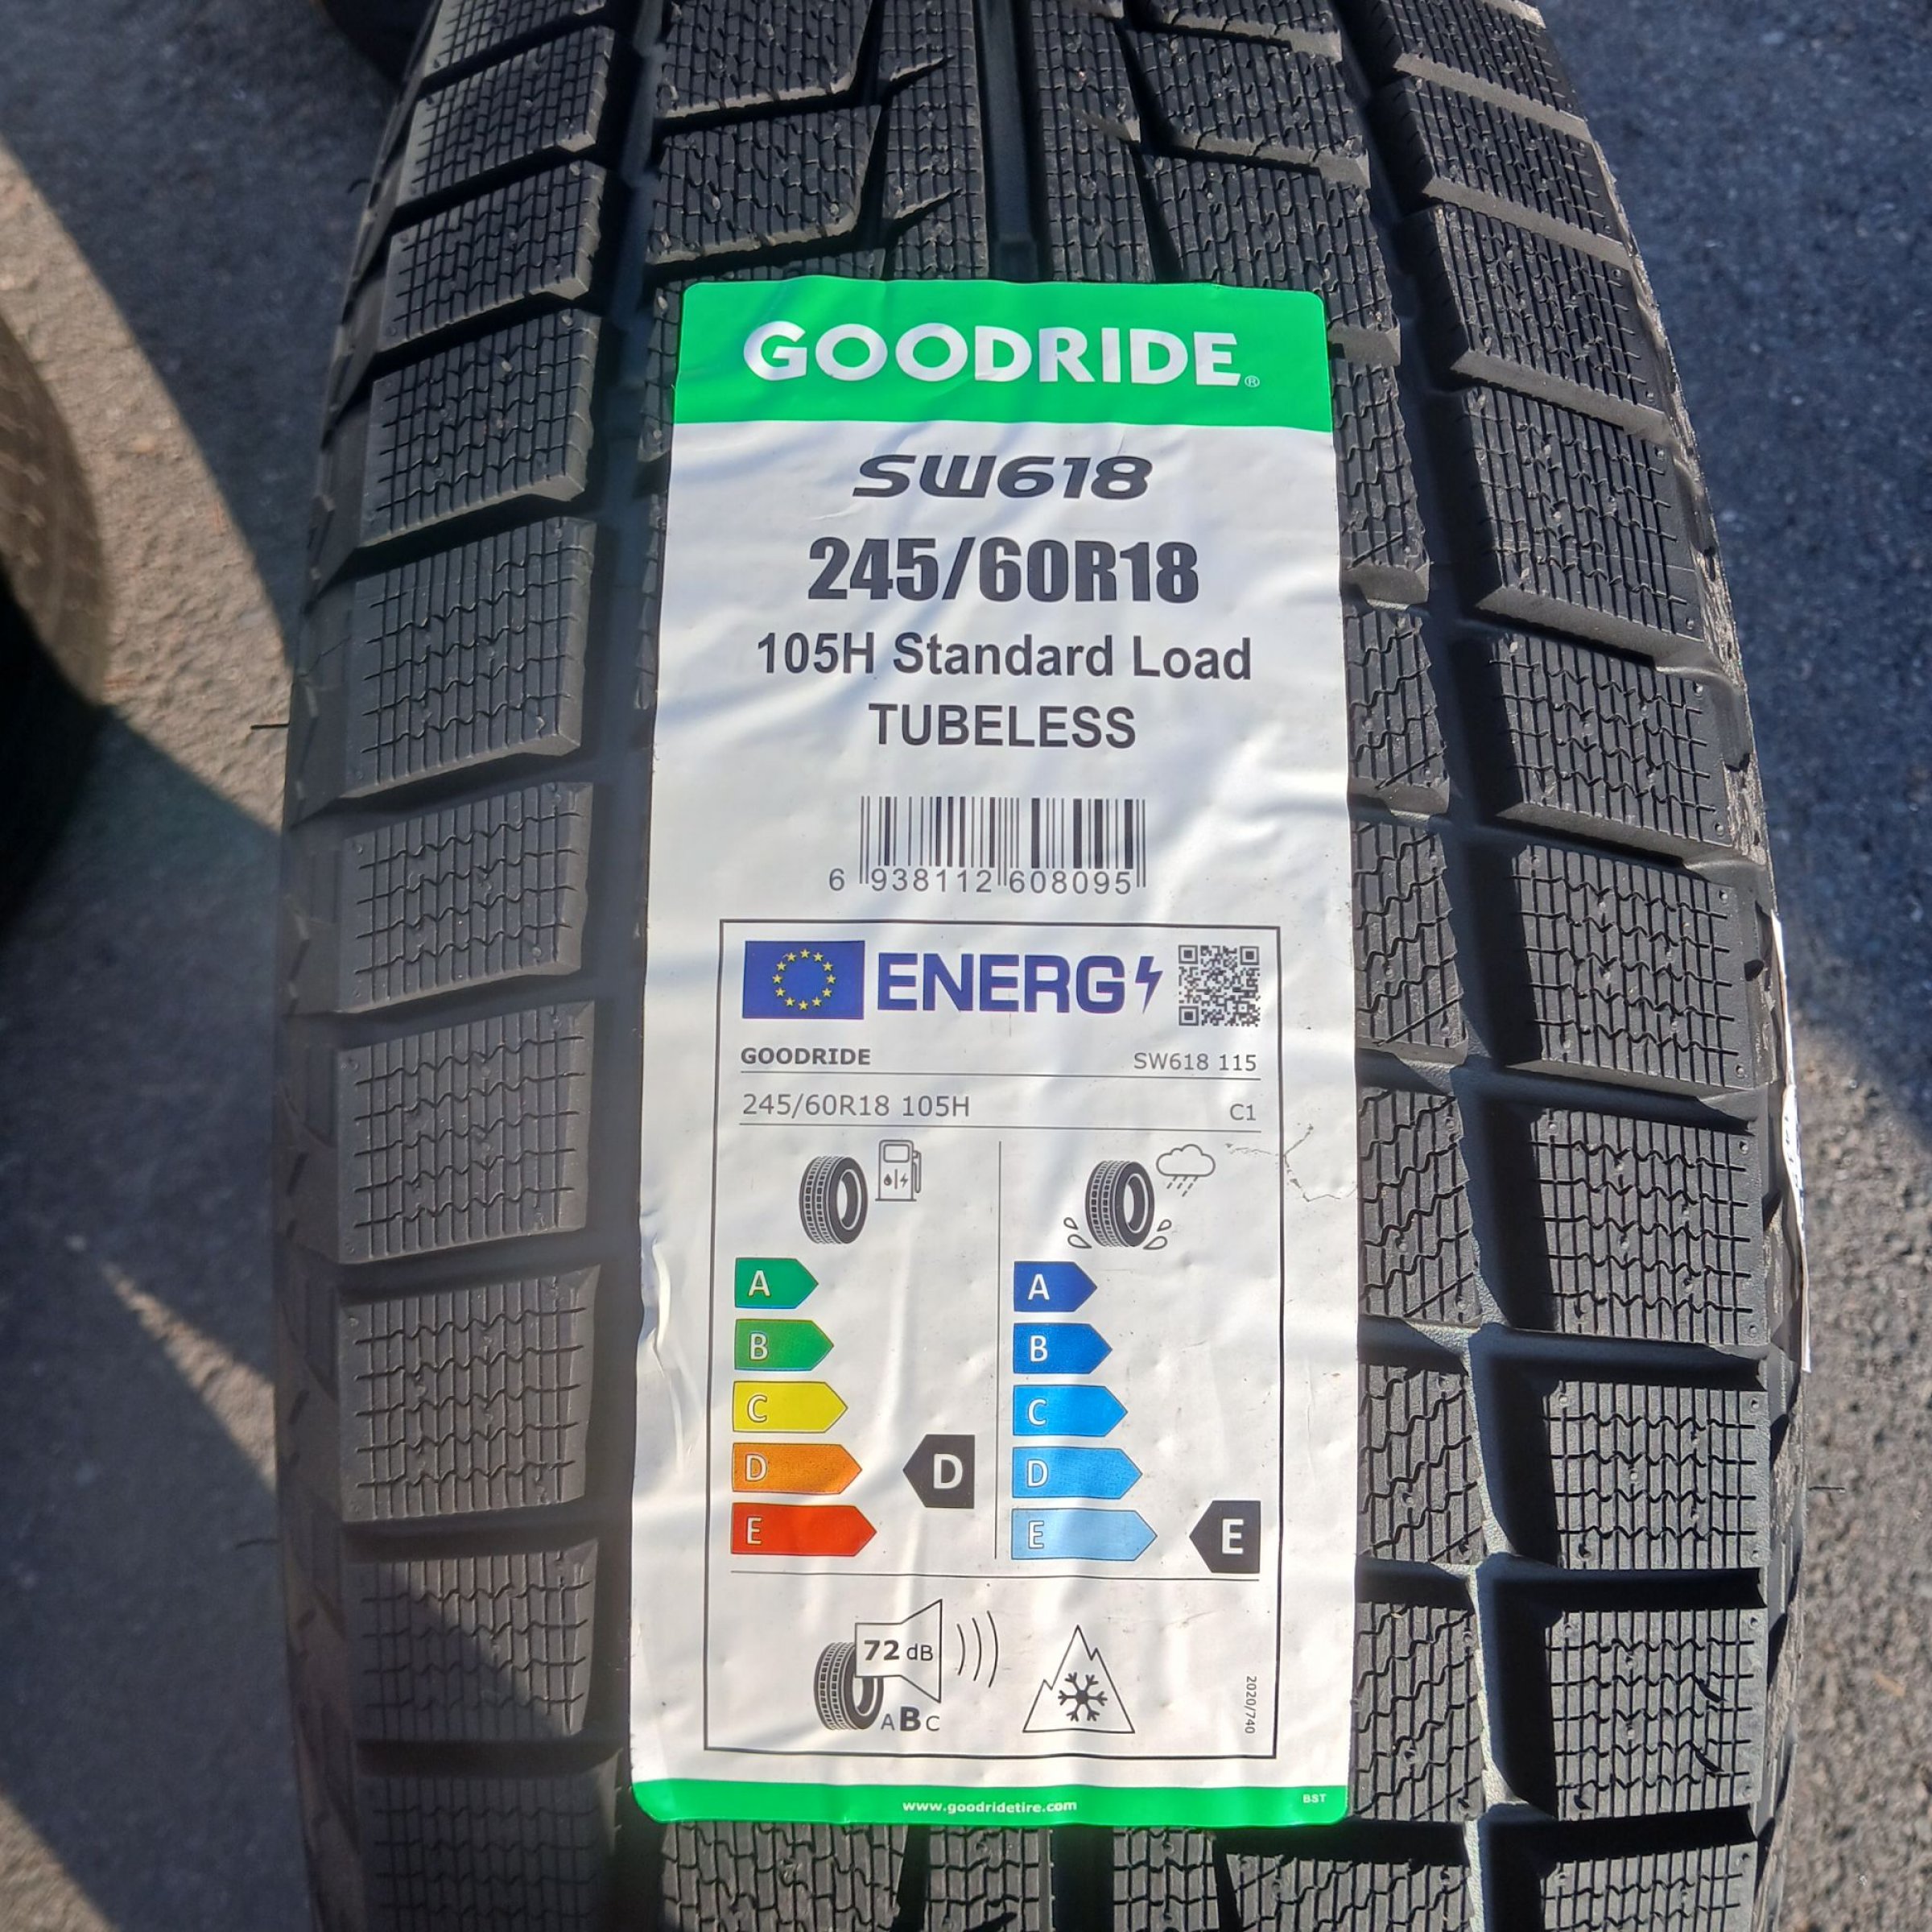 GOODRIDE®
SW618
245/60R18
105H Standard Load
TUBELESS
6 938112 608095
ENERG
GOODRIDE SW618 115
245/60R18 105H C1
A A
B B
C C
D D D
E E E
72 dB
ABC
2020/740
www.goodridetire.com BST